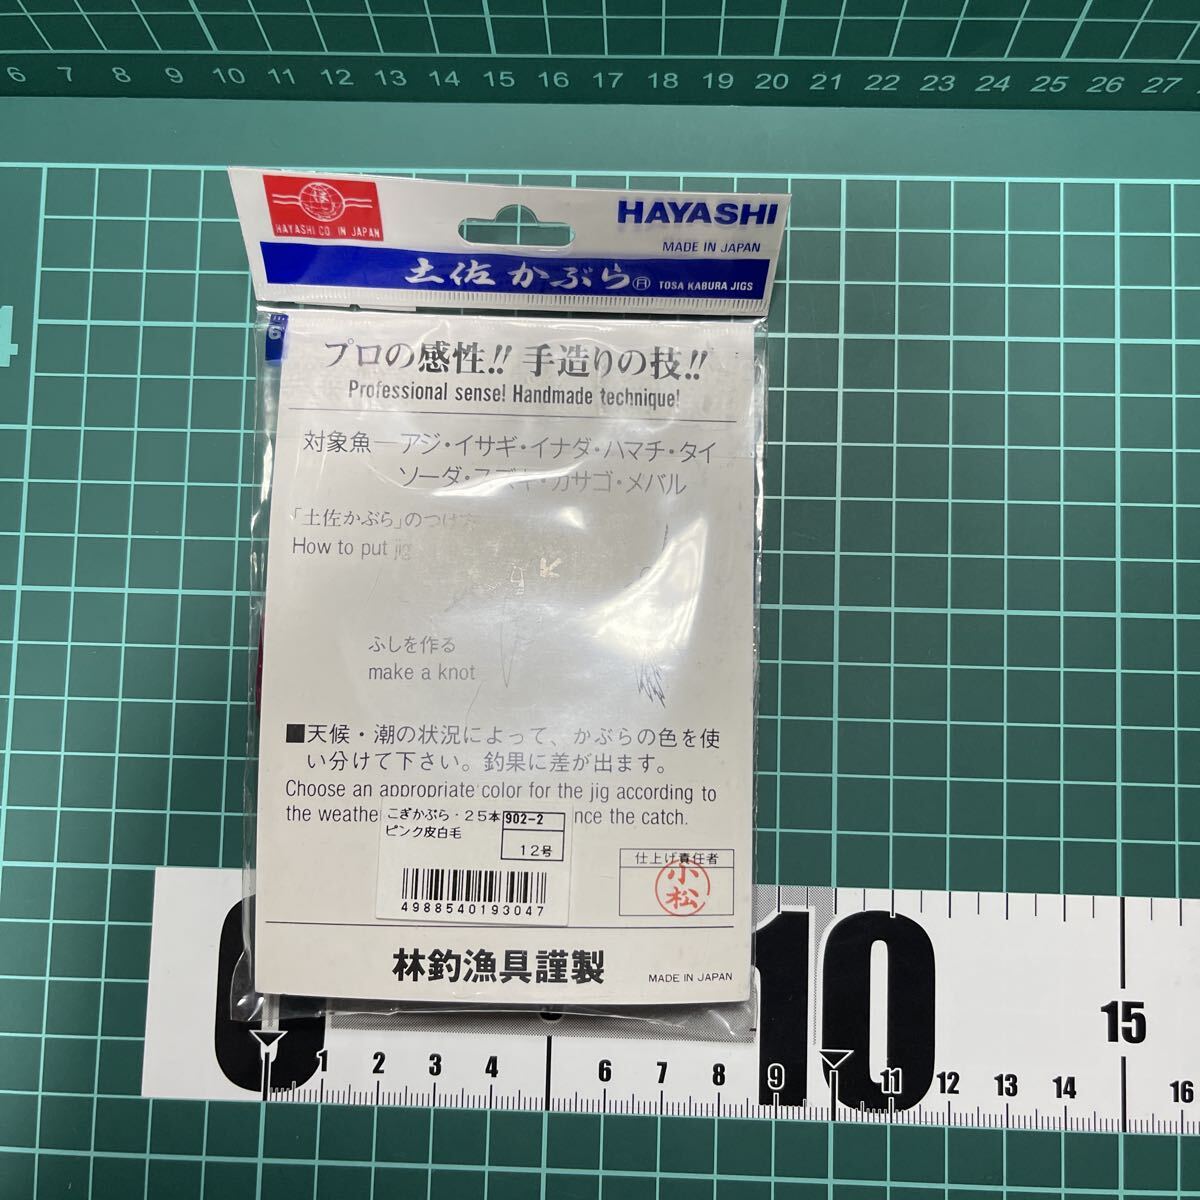 6 7 8 9 10 11 12 13 14 15 16 17 18 19 20 21 22 23 24 25 26 27
4
HAYASHI CO. IN JAPAN
HAYASHI
MADE IN JAPAN
土佐かぶら
TOSA KABURA JIGS
プロの感性!! 手造りの技!!
Professional sense! Handmade technique!
対象魚—アジ・イサギ・イナダ・ハマチ・タイ
ソーダ・スズキ・カサゴ・メバル
「土佐かぶら」のつけ方
How to put jig
ふしを作る
make a knot
■天候・潮の状況によって、かぶらの色を使
い分けて下さい。釣果に差が出ます。
Choose an appropriate color for the jig according to
the weathe nce the catch.
こぎかぶら・25本 902-2
ピンク皮白毛
12号
4988540193047
仕上げ責任者
小松
林釣漁具謹製
MADE IN JAPAN
0 10 15
1 2 3 4 6 7 8 9 11 12 13 14 16